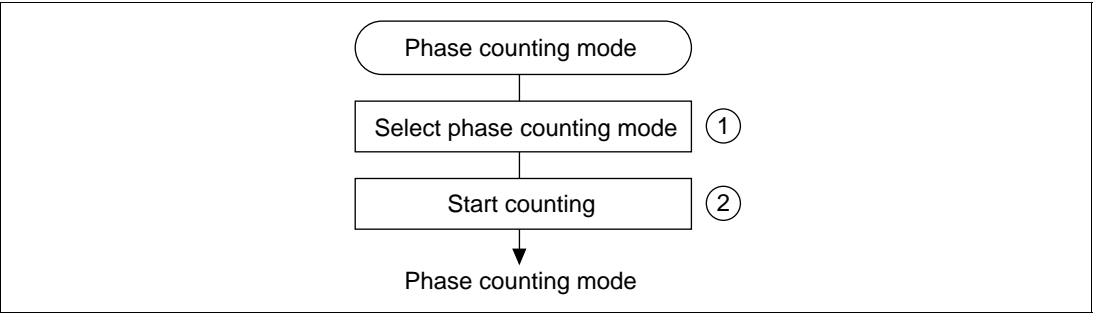 Phase counting mode
Select phase counting mode 1
Start counting 2
Phase counting mode